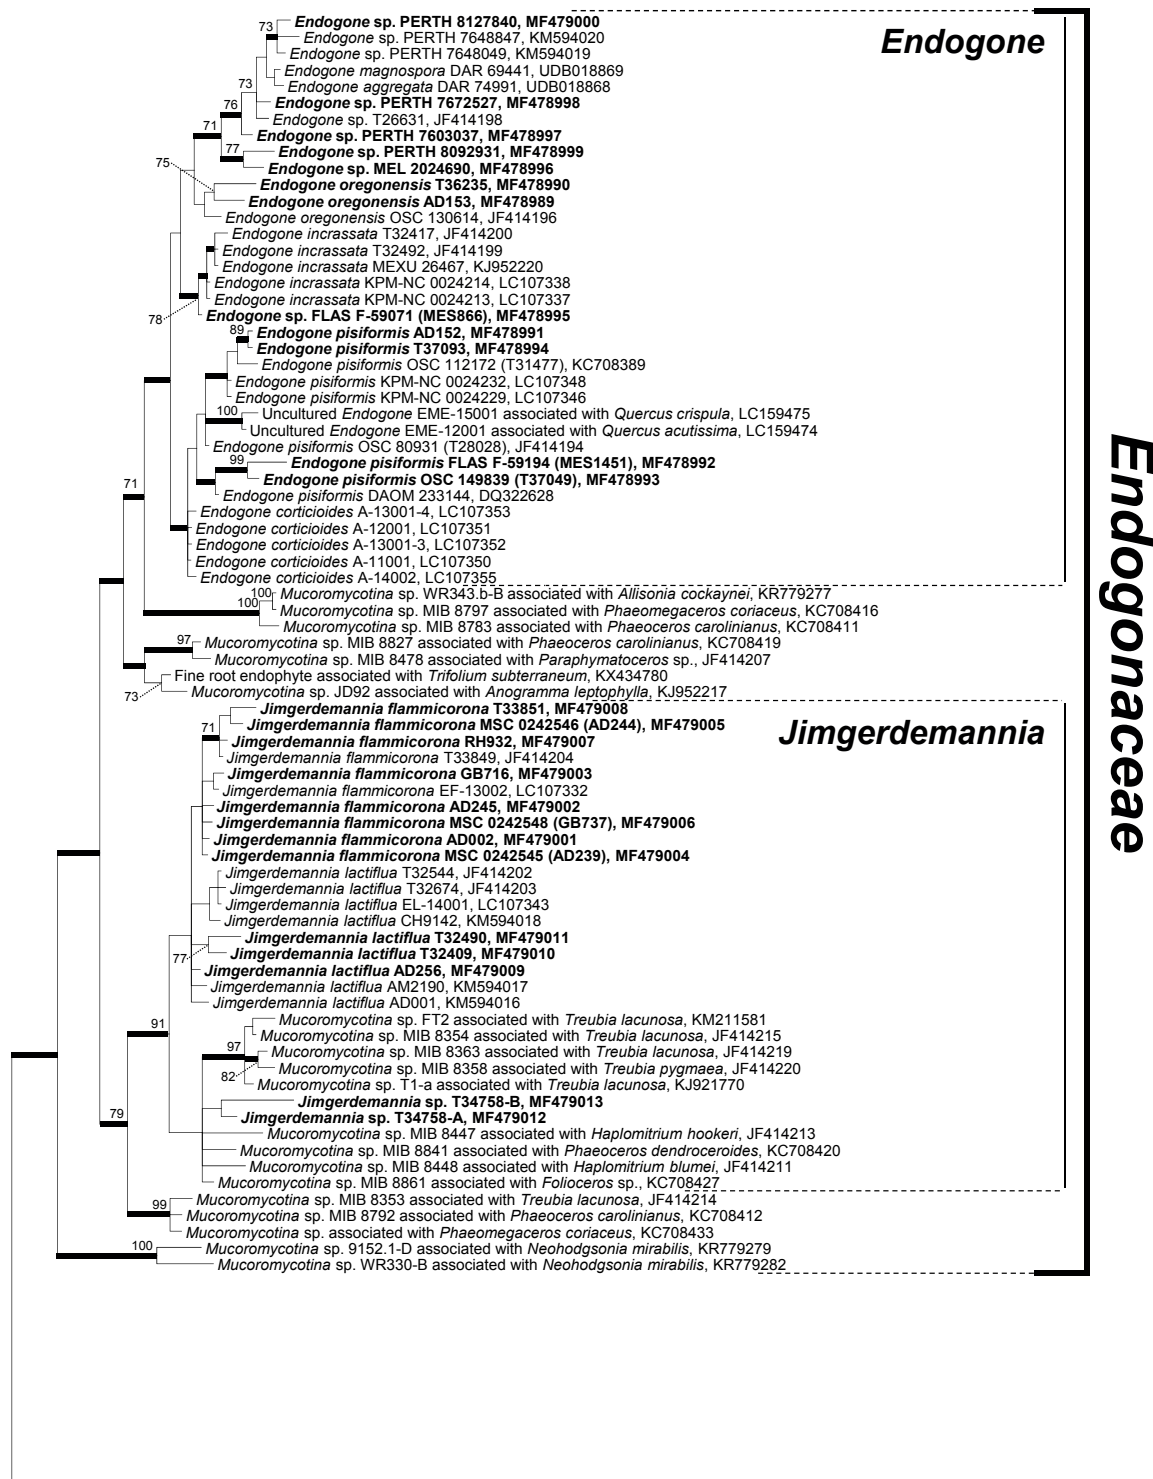 73
Endogone sp. PERTH 8127840, MF479000
Endogone sp. PERTH 7648847, KM594020
Endogone
Endogone sp. PERTH 7648049, KM594019
Endogone magnospora DAR 69441, UDB018869
73
Endogone aggregata DAR 74991, UDB018868
76
Endogone sp. PERTH 7672527, MF478998
Endogone sp. T26631, JF414198
71
Endogone sp. PERTH 7603037, MF478997
77
Endogone sp. PERTH 8092931, MF478999
75
Endogone sp. MEL 2024690, MF478996
Endogone oregonensis T36235, MF478990
Endogone oregonensis AD153, MF478989
Endogone oregonensis OSC 130614, JF414196
Endogone incrassata T32417, JF414200
Endogone incrassata T32492, JF414199
Endogone incrassata MEXU 26467, KJ952220
Endogone incrassata KPM-NC 0024214, LC107338
Endogone incrassata KPM-NC 0024213, LC107337
78
Endogone sp. FLAS F-59071 (MES866), MF478995
89
Endogone pisiformis AD152, MF478991
Endogone pisiformis T37093, MF478994
Endogone pisiformis OSC 112172 (T31477), KC708389
Endogone pisiformis KPM-NC 0024232, LC107348
Endogone pisiformis KPM-NC 0024229, LC107346
100
Uncultured Endogone EME-15001 associated with Quercus crispula, LC159475
Uncultured Endogone EME-12001 associated with Quercus acutissima, LC159474
Endogone pisiformis OSC 80931 (T28028), JF414194
99
Endogone pisiformis FLAS F-59194 (MES1451), MF478992
Endogone pisiformis OSC 149839 (T37049), MF478993
71
Endogone pisiformis DAOM 233144, DQ322628
Endogone corticioides A-13001-4, LC107353
Endogone corticioides A-12001, LC107351
Endogone corticioides A-13001-3, LC107352
Endogone corticioides A-11001, LC107350
Endogone corticioides A-14002, LC107355
100
Mucoromycotina sp. WR343.b-B associated with Allisonia cockaynei, KR779277
100
Mucoromycotina sp. MIB 8797 associated with Phaeomegaceros coriaceus, KC708416
Mucoromycotina sp. MIB 8783 associated with Phaeoceros carolinianus, KC708411
97
Mucoromycotina sp. MIB 8827 associated with Phaeoceros carolinianus, KC708419
Mucoromycotina sp. MIB 8478 associated with Paraphymatoceros sp., JF414207
Fine root endophyte associated with Trifolium subterraneum, KX434780
73
Mucoromycotina sp. JD92 associated with Anogramma leptophylla, KJ952217
Endogonaceae
Jimgerdemannia flammicorona T33851, MF479008
71
Jimgerdemannia flammicorona MSC 0242546 (AD244), MF479005
Jimgerdemannia
Jimgerdemannia flammicorona RH932, MF479007
Jimgerdemannia flammicorona T33849, JF414204
Jimgerdemannia flammicorona GB716, MF479003
Jimgerdemannia flammicorona EF-13002, LC107332
Jimgerdemannia flammicorona AD245, MF479002
Jimgerdemannia flammicorona MSC 0242548 (GB737), MF479006
Jimgerdemannia flammicorona AD002, MF479001
Jimgerdemannia flammicorona MSC 0242545 (AD239), MF479004
Jimgerdemannia lactiflua T32544, JF414202
Jimgerdemannia lactiflua T32674, JF414203
Jimgerdemannia lactiflua EL-14001, LC107343
Jimgerdemannia lactiflua CH9142, KM594018
Jimgerdemannia lactiflua T32490, MF479011
77
Jimgerdemannia lactiflua T32409, MF479010
Jimgerdemannia lactiflua AD256, MF479009
Jimgerdemannia lactiflua AM2190, KM594017
Jimgerdemannia lactiflua AD001, KM594016
91
Mucoromycotina sp. FT2 associated with Treubia lacunosa, KM211581
Mucoromycotina sp. MIB 8354 associated with Treubia lacunosa, JF414215
97
Mucoromycotina sp. MIB 8363 associated with Treubia lacunosa, JF414219
82
Mucoromycotina sp. MIB 8358 associated with Treubia pygmaea, JF414220
Mucoromycotina sp. T1-a associated with Treubia lacunosa, KJ921770
Jimgerdemannia sp. T34758-B, MF479013
79
Jimgerdemannia sp. T34758-A, MF479012
Mucoromycotina sp. MIB 8447 associated with Haplomitrium hookeri, JF414213
Mucoromycotina sp. MIB 8841 associated with Phaeoceros dendroceroides, KC708420
Mucoromycotina sp. MIB 8448 associated with Haplomitrium blumei, JF414211
Mucoromycotina sp. MIB 8861 associated with Folioceros sp., KC708427
99
Mucoromycotina sp. MIB 8353 associated with Treubia lacunosa, JF414214
Mucoromycotina sp. MIB 8792 associated with Phaeoceros carolinianus, KC708412
Mucoromycotina sp. associated with Phaeomegaceros coriaceus, KC708433
100
Mucoromycotina sp. 9152.1-D associated with Neohodgsonia mirabilis, KR779279
Mucoromycotina sp. WR330-B associated with Neohodgsonia mirabilis, KR779282